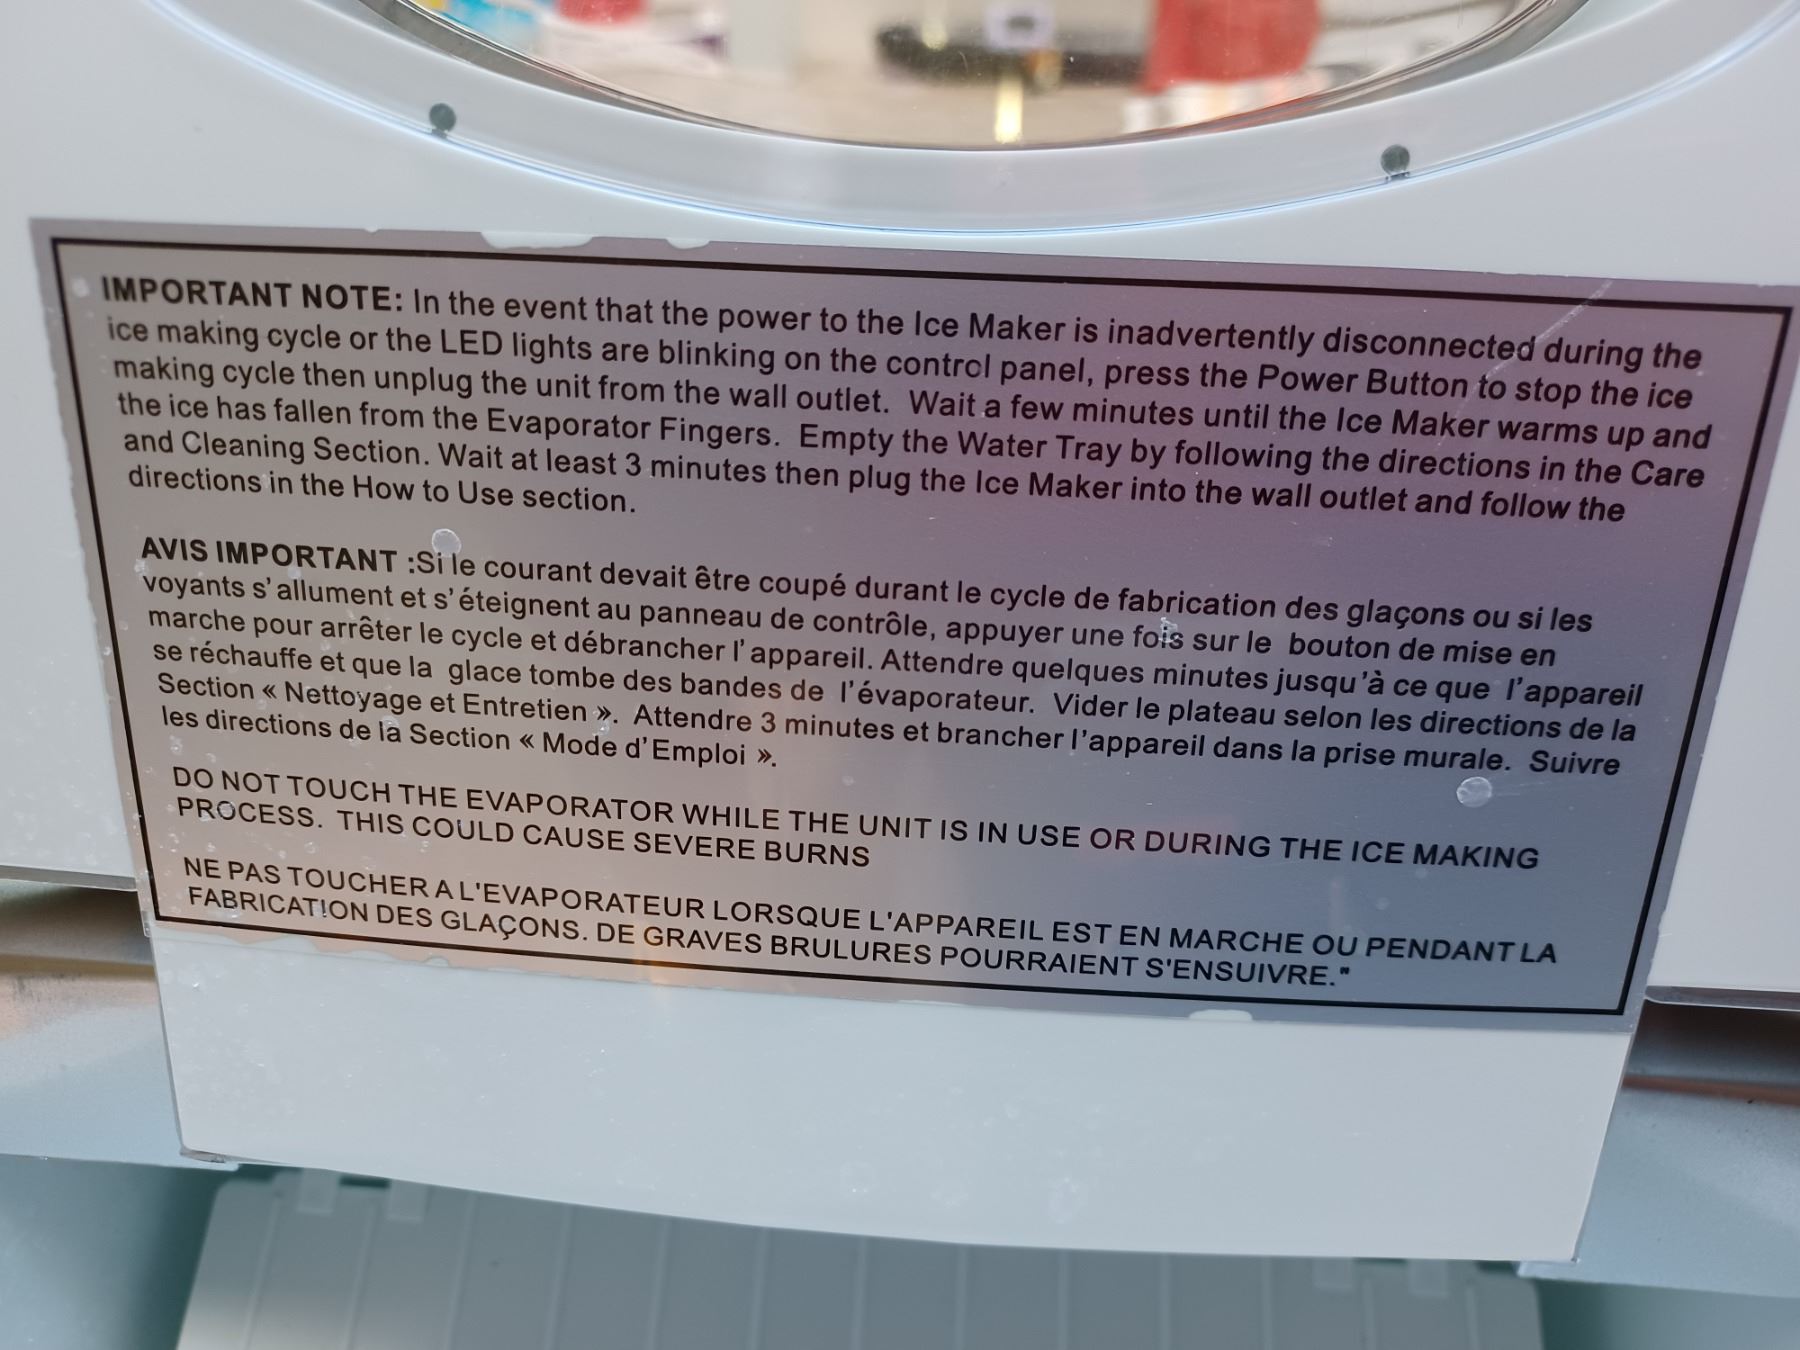 IMPORTANT NOTE: In the event that the power to the Ice Maker is inadvertently disconnected during the
ice making cycle or the LED lights are blinking on the control panel, press the Power Button to stop the ice
making cycle then unplug the unit from the wall outlet. Wait a few minutes until the Ice Maker warms up and
the ice has fallen from the Evaporator Fingers. Empty the Water Tray by following the directions in the Care
and Cleaning Section. Wait at least 3 minutes then plug the Ice Maker into the wall outlet and follow the
directions in the How to Use section.
AVIS IMPORTANT :Si le courant devait être coupé durant le cycle de fabrication des glaçons ou si les
voyants s'allument et s'éteignent au panneau de contrôle, appuyer une fois sur le bouton de mise en
marche pour arrêter le cycle et débrancher l'appareil. Attendre quelques minutes jusqu'à ce que l'appareil
se réchauffe et que la glace tombe des bandes de l'évaporateur. Vider le plateau selon les directions de la
Section « Nettoyage et Entretien ». Attendre 3 minutes et brancher l'appareil dans la prise murale. Suivre
les directions de la Section « Mode d'Emploi ».
DO NOT TOUCH THE EVAPORATOR WHILE THE UNIT IS IN USE OR DURING THE ICE MAKING
PROCESS. THIS COULD CAUSE SEVERE BURNS
NE PAS TOUCHER A L'EVAPORATEUR LORSQUE L'APPAREIL EST EN MARCHE OU PENDANT LA
FABRICATION DES GLAÇONS. DE GRAVES BRULURES POURRAIENT S'ENSUIVRE."